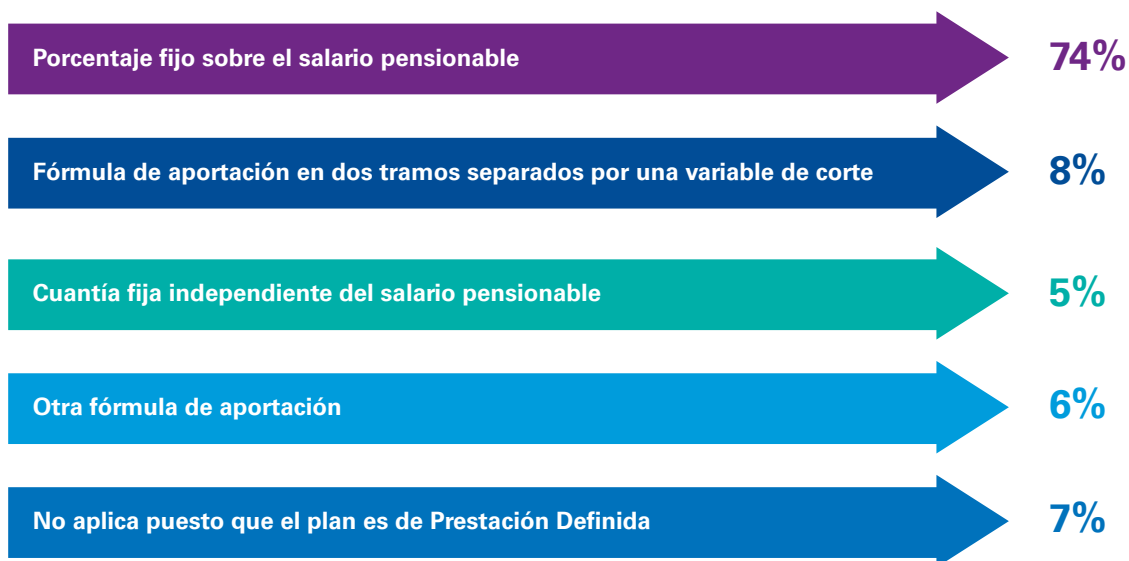 Porcentaje fijo sobre el salario pensionable 74%
Fórmula de aportación en dos tramos separados por una variable de corte 8%
Cuantía fija independiente del salario pensionable 5%
Otra fórmula de aportación 6%
No aplica puesto que el plan es de Prestación Definida 7%